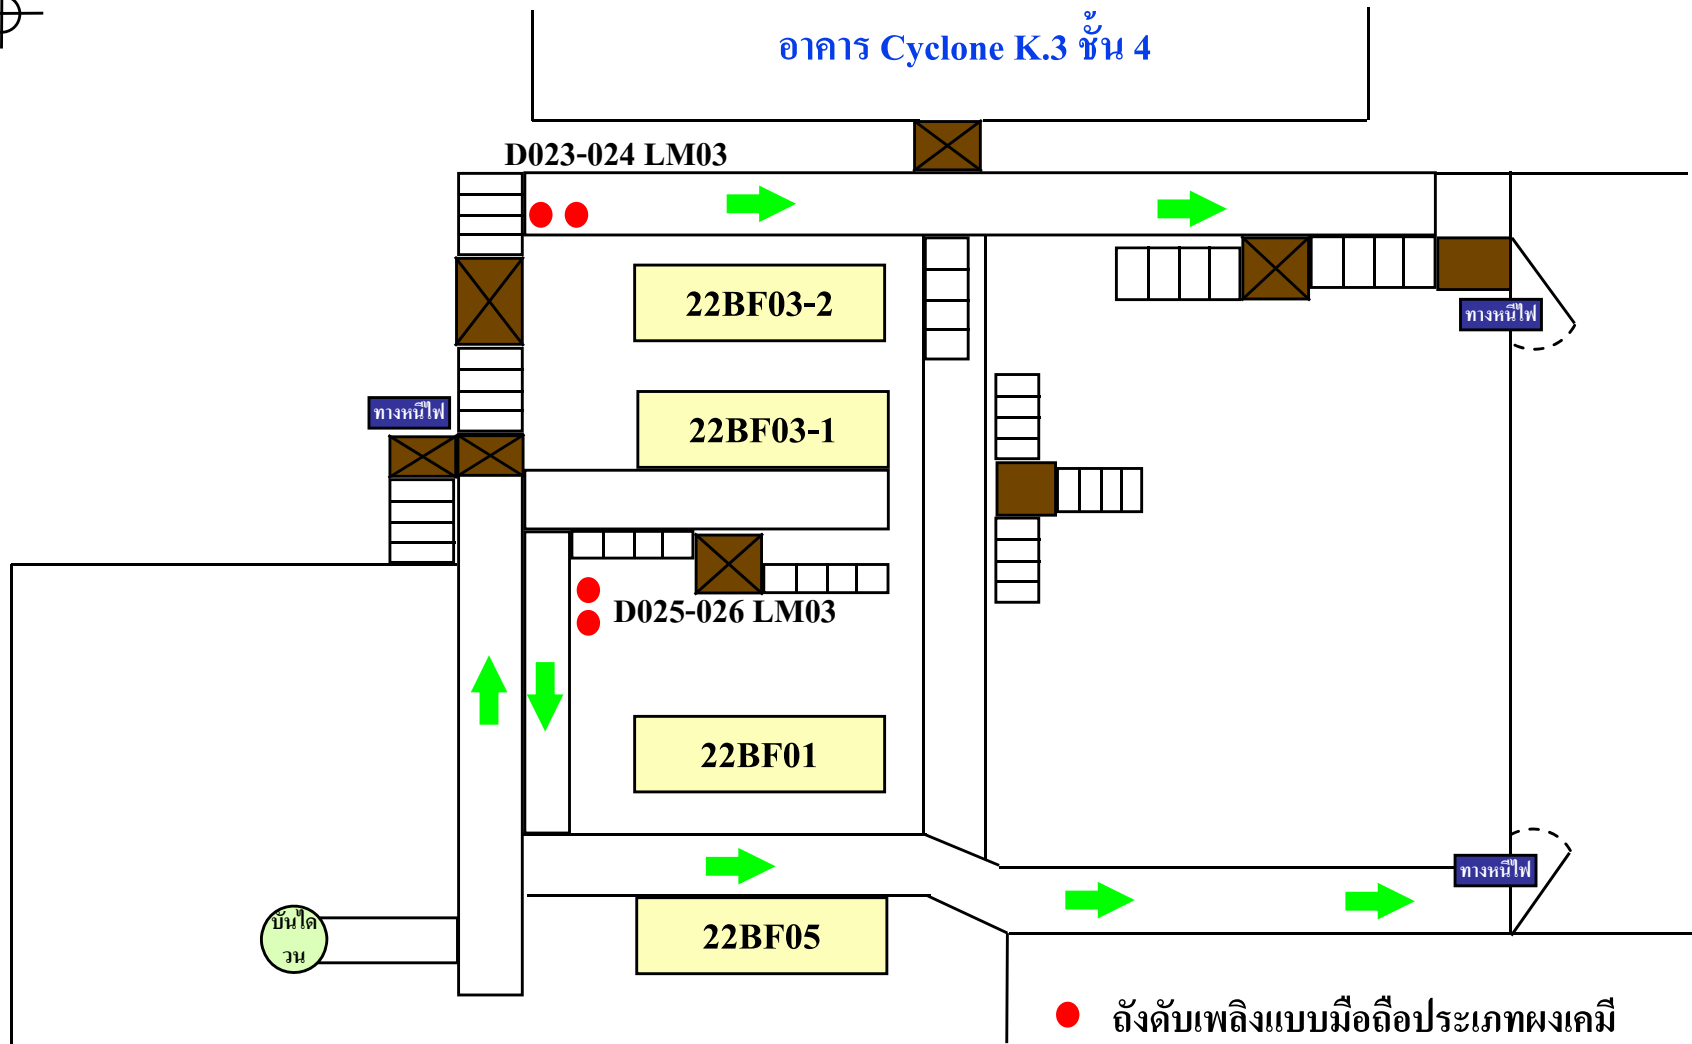 อาคาร Cyclone K.3 ชั้น 4
D023-024 LM03
22BF03-2
ทางหนีไฟ
ทางหนีไฟ
22BF03-1
D025-026 LM03
22BF01
ทางหนีไฟ
บันได
วน
22BF05
ถังดับเพลิงแบบมือถือประเภทผงเคมี